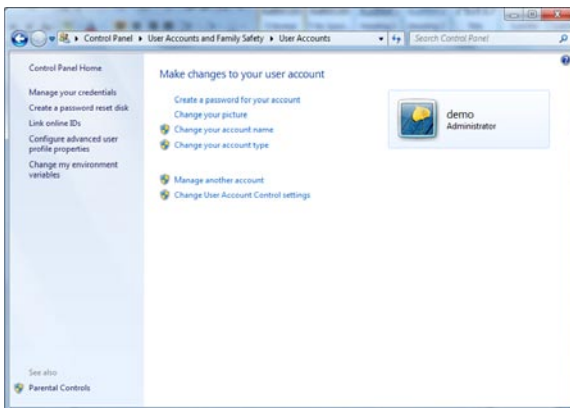 Control Panel ▸ User Accounts and Family Safety ▸ User Accounts
Search Control Panel
Control Panel Home
Manage your credentials
Create a password reset disk
Link online IDs
Configure advanced user
profile properties
Change my environment
variables
Make changes to your user account
Create a password for your account
Change your picture
Change your account name
Change your account type
Manage another account
Change User Account Control settings
demo
Administrator
See also
Parental Controls